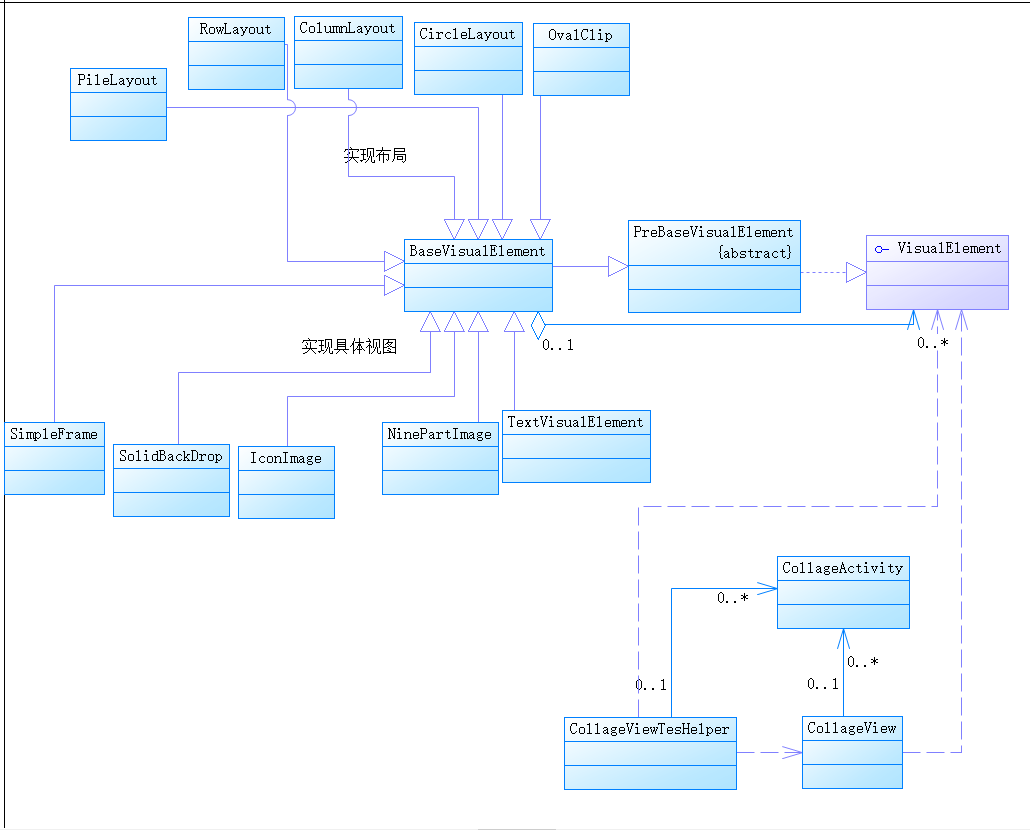 RowLayout
ColumnLayout
CircleLayout
OvalClip
PileLayout
实现布局
BaseVisualElement
PreBaseVisualElement
{abstract}
VisualElement
0..1
0..*
实现具体视图
SimpleFrame
SolidBackDrop
IconImage
NinePartImage
TextVisualElement
CollageActivity
0..*
0..*
0..1
0..1
CollageViewTesHelper
CollageView